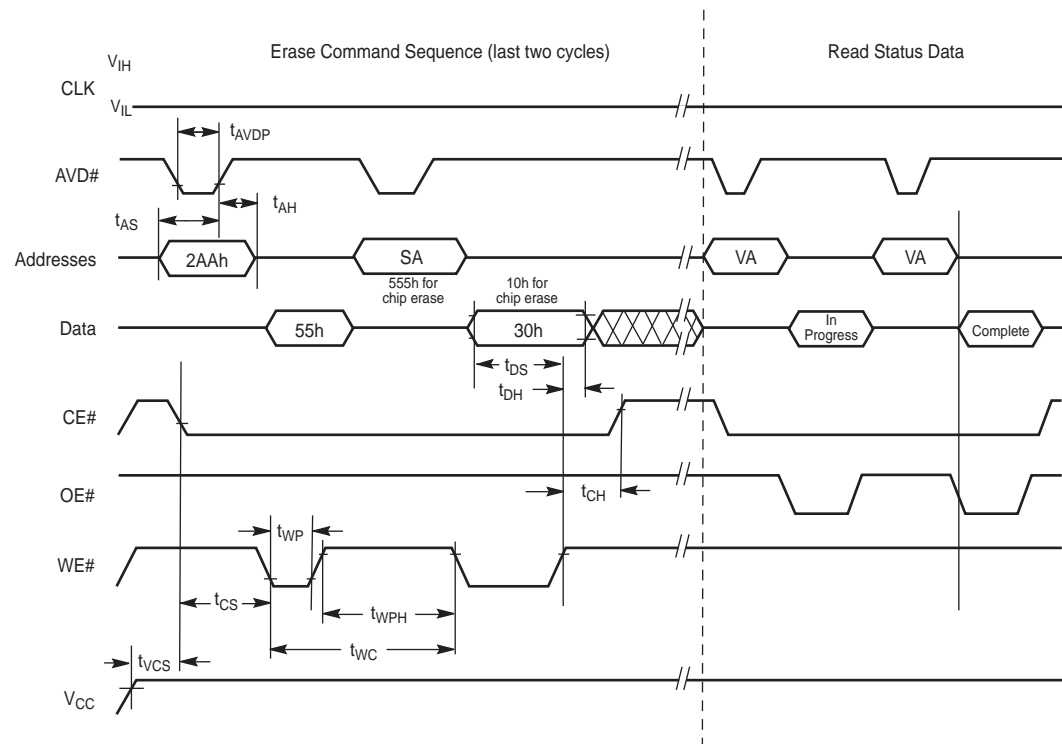 Erase Command Sequence (last two cycles)
Read Status Data
VIH
CLK
VIL
tAVDP
AVD#
tAS
tAH
Addresses
2AAh
SA
VA
VA
555h for
chip erase
10h for
chip erase
Data
55h
30h
In
Progress
Complete
tDS
tDH
CE#
OE#
tCH
tWP
WE#
tCS
tWPH
tWC
tVCS
VCC